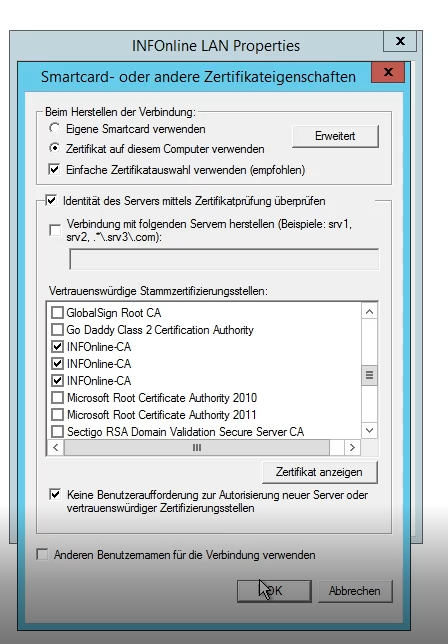 INFOnline LAN Properties
x
Smartcard- oder andere Zertifikateigenschaften
x
Beim Herstellen der Verbindung:
Eigene Smartcard verwenden
Erweitert
Zertifikat auf diesem Computer verwenden
Einfache Zertifikatauswahl verwenden (empfohlen)
Identität des Servers mittels Zertifikatprüfung überprüfen
Verbindung mit folgenden Servern herstellen (Beispiele: srv1,
srv2, .*\.srv3\.com):
Vertrauenswürdige Stammzertifizierungsstellen:
GlobalSign Root CA
Go Daddy Class 2 Certification Authority
INFOnline-CA
INFOnline-CA
INFOnline-CA
Microsoft Root Certificate Authority 2010
Microsoft Root Certificate Authority 2011
Sectigo RSA Domain Validation Secure Server CA
Zertifikat anzeigen
Keine Benutzeraufforderung zur Autorisierung neuer Server oder
vertrauenswürdiger Zertifizierungsstellen
Anderen Benutzernamen für die Verbindung verwenden
OK
Abbrechen